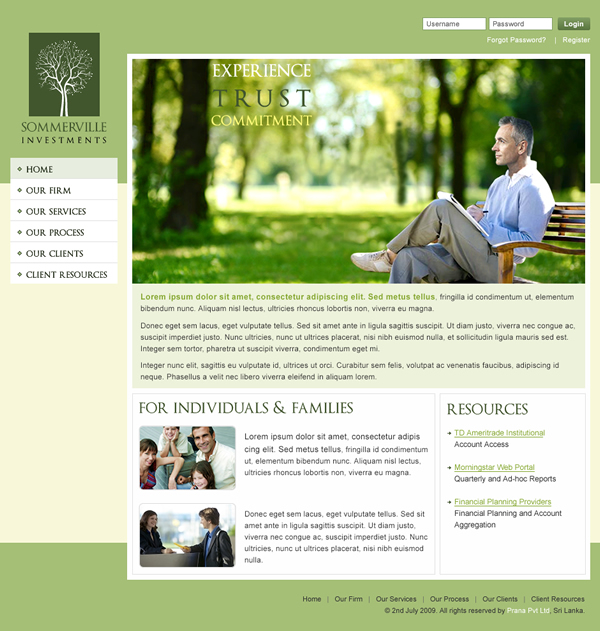 Username Password Login
Forgot Password? | Register
SOMMERVILLE
INVESTMENTS
HOME
OUR FIRM
OUR SERVICES
OUR PROCESS
OUR CLIENTS
CLIENT RESOURCES
EXPERIENCE
TRUST
COMMITMENT
Lorem ipsum dolor sit amet, consectetur adipiscing elit. Sed metus tellus, fringilla id condimentum ut, elementum
bibendum nunc. Aliquam nisl lectus, ultricies rhoncus lobortis non, viverra eu magna.
Donec eget sem lacus, eget vulputate tellus. Sed sit amet ante in ligula sagittis suscipit. Ut diam justo, viverra nec congue ac,
suscipit imperdiet justo. Nunc ultricies, nunc ut ultrices placerat, nisi nibh euismod nulla, et sollicitudin ligula mauris sed est.
Integer sem tortor, pharetra ut suscipit viverra, condimentum eget mi.
Integer nunc elit, sagittis eu vulputate id, ultrices ut orci. Curabitur sem felis, volutpat ac venenatis faucibus, adipiscing id
neque. Phasellus a velit nec libero viverra eleifend in aliquam lorem.
FOR INDIVIDUALS & FAMILIES
Lorem ipsum dolor sit amet, consectetur adipiscing elit. Sed metus tellus, fringilla id condimentum
ut, elementum bibendum nunc. Aliquam nisl lectus,
ultricies rhoncus lobortis non, viverra eu magna.
Donec eget sem lacus, eget vulputate tellus. Sed sit
amet ante in ligula sagittis suscipit. Ut diam justo,
viverra nec congue ac, suscipit imperdiet justo. Nunc
ultricies, nunc ut ultrices placerat, nisi nibh euismod
nulla.
RESOURCES
TD Ameritrade Institutional
Account Access
Morningstar Web Portal
Quarterly and Ad-hoc Reports
Financial Planning Providers
Financial Planning and Account
Aggregation
Home | Our Firm | Our Services | Our Process | Our Clients | Client Resources
© 2nd July 2009. All rights reserved by Prana Pvt Ltd, Sri Lanka.